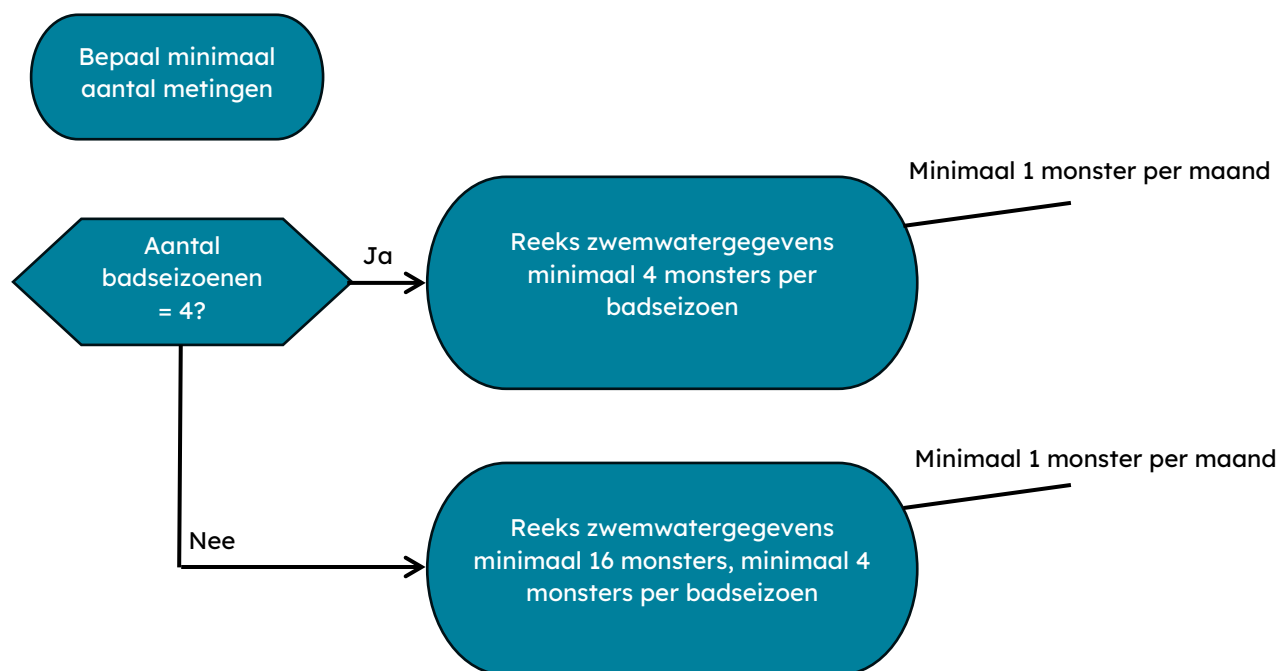 Bepaal minimaal
aantal metingen
Minimaal 1 monster per maand
Aantal
badseizoenen
= 4?
Ja
Reeks zwemwatergegevens
minimaal 4 monsters per
badseizoen
Minimaal 1 monster per maand
Nee
Reeks zwemwatergegevens
minimaal 16 monsters, minimaal 4
monsters per badseizoen